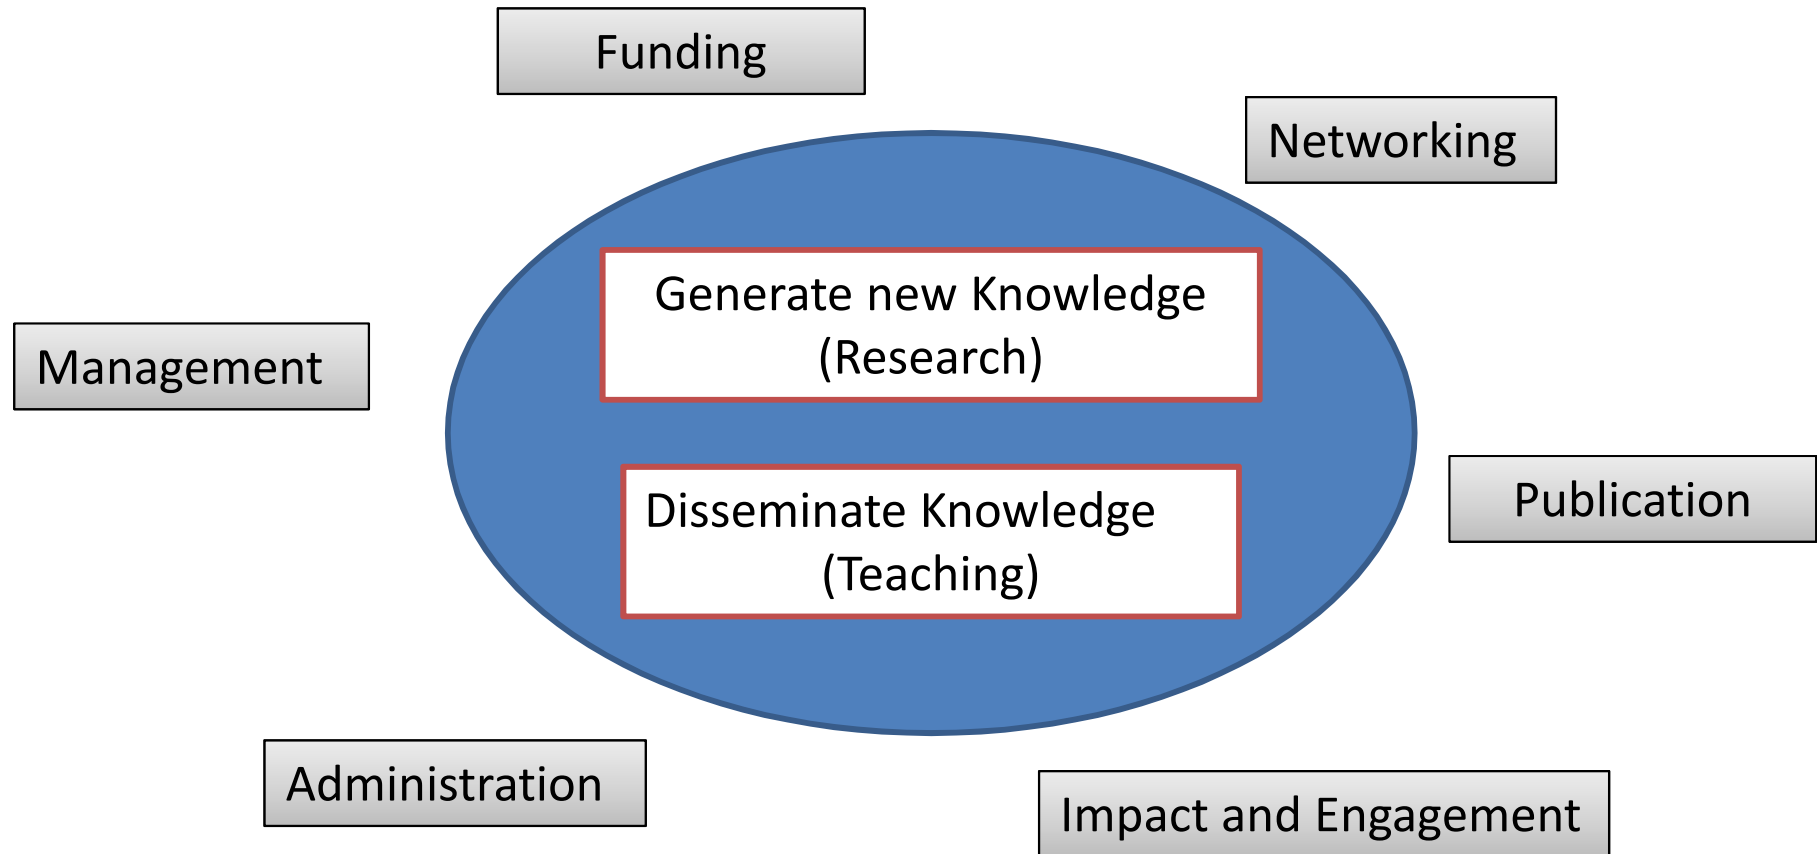 Funding
Networking
Generate new Knowledge
(Research)
Management
Disseminate Knowledge
(Teaching)
Publication
Administration
Impact and Engagement